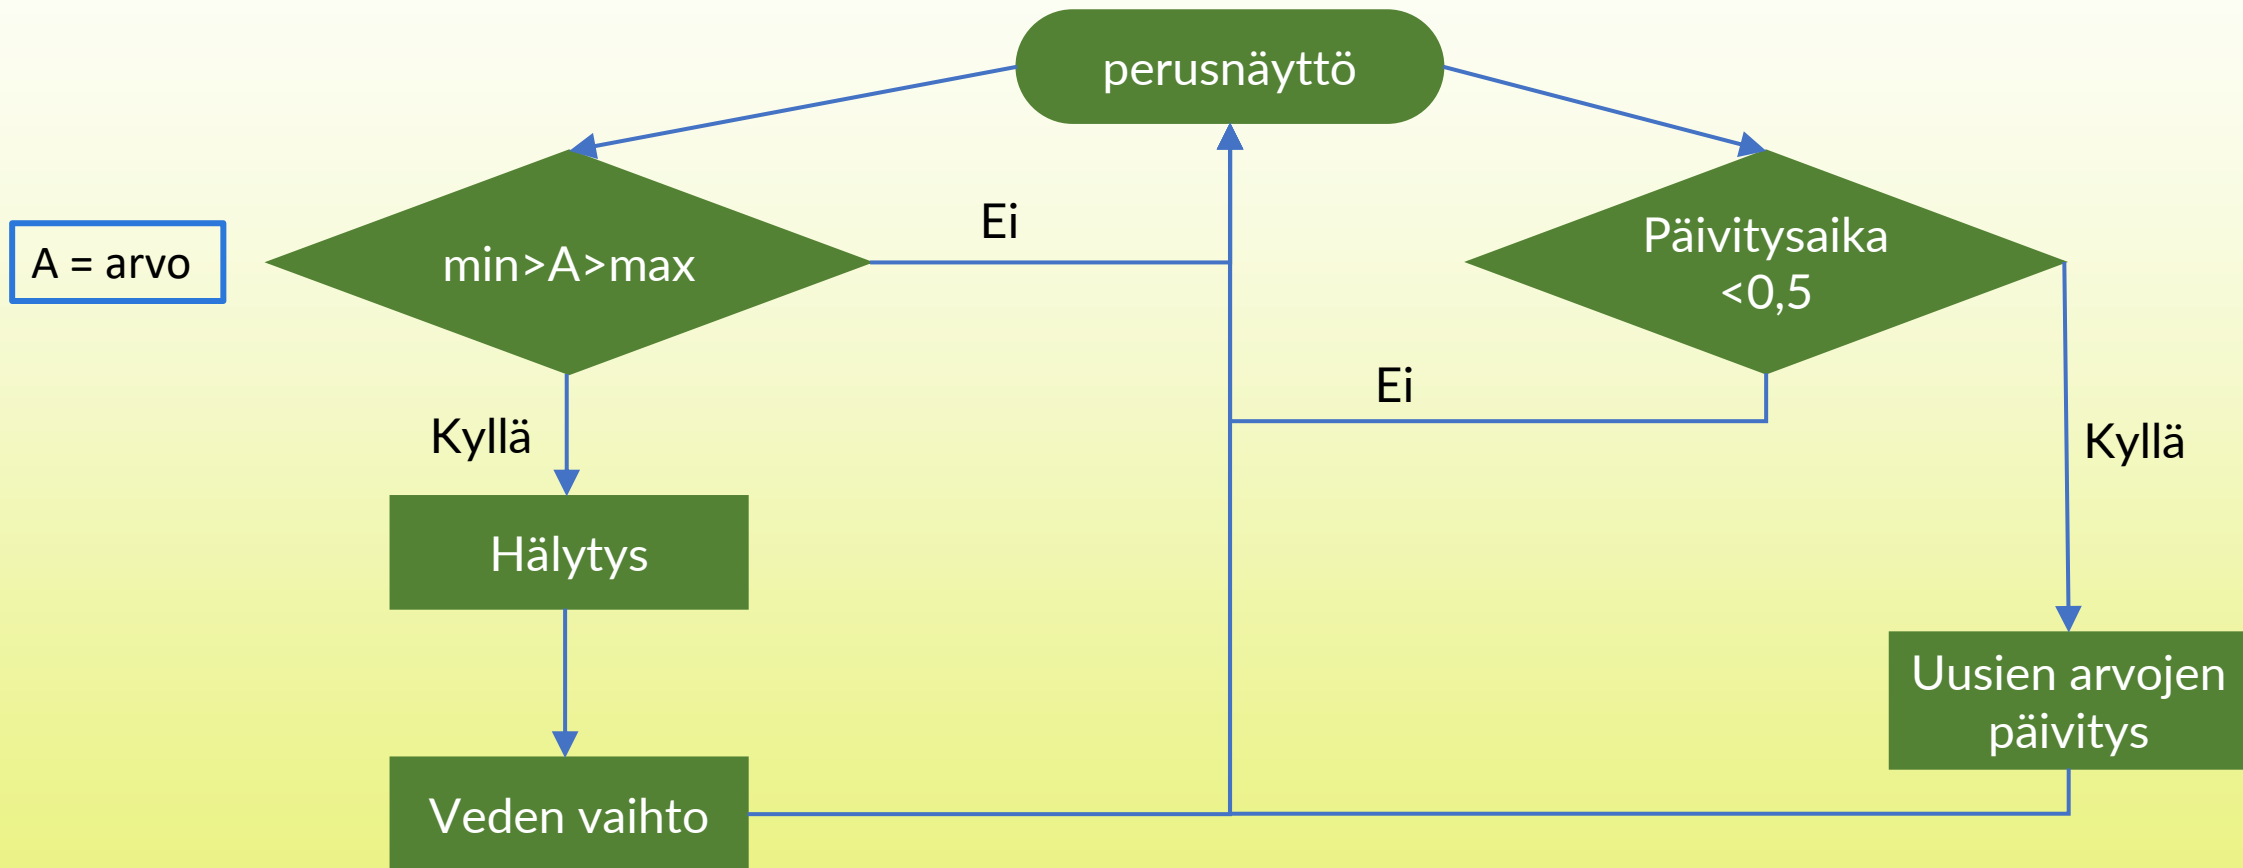 perusnäyttö
A = arvo
min>A>max
Ei
Päivitysaika
<0,5
Ei
Kyllä
Kyllä
Hälytys
Uusien arvojen
päivitys
Veden vaihto